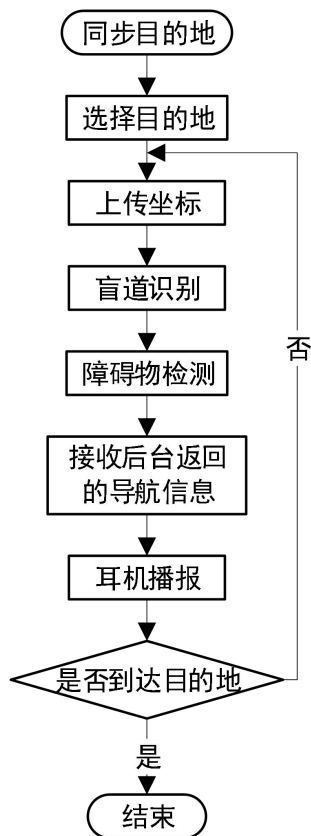 同步目的地
选择目的地
上传坐标
盲道识别
障碍物检测
接收后台返回
的导航信息
耳机播报
是否到达目的地
否
是
结束